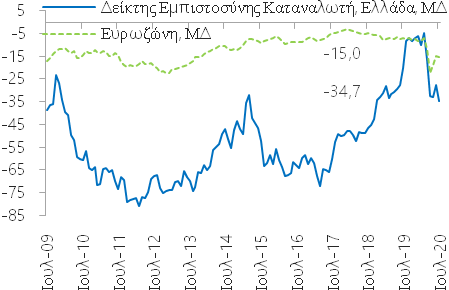 5
-5
-15
-25
-35
-45
-55
-65
-75
-85
Δείκτης Εμπιστοσύνης Καταναλωτή, Ελλάδα, ΜΔ
Ευρωζώνη, ΜΔ
-15,0
-34,7
Ιουλ-09
Ιουλ-10
Ιουλ-11
Ιουλ-12
Ιουλ-13
Ιουλ-14
Ιουλ-15
Ιουλ-16
Ιουλ-17
Ιουλ-18
Ιουλ-19
Ιουλ-20